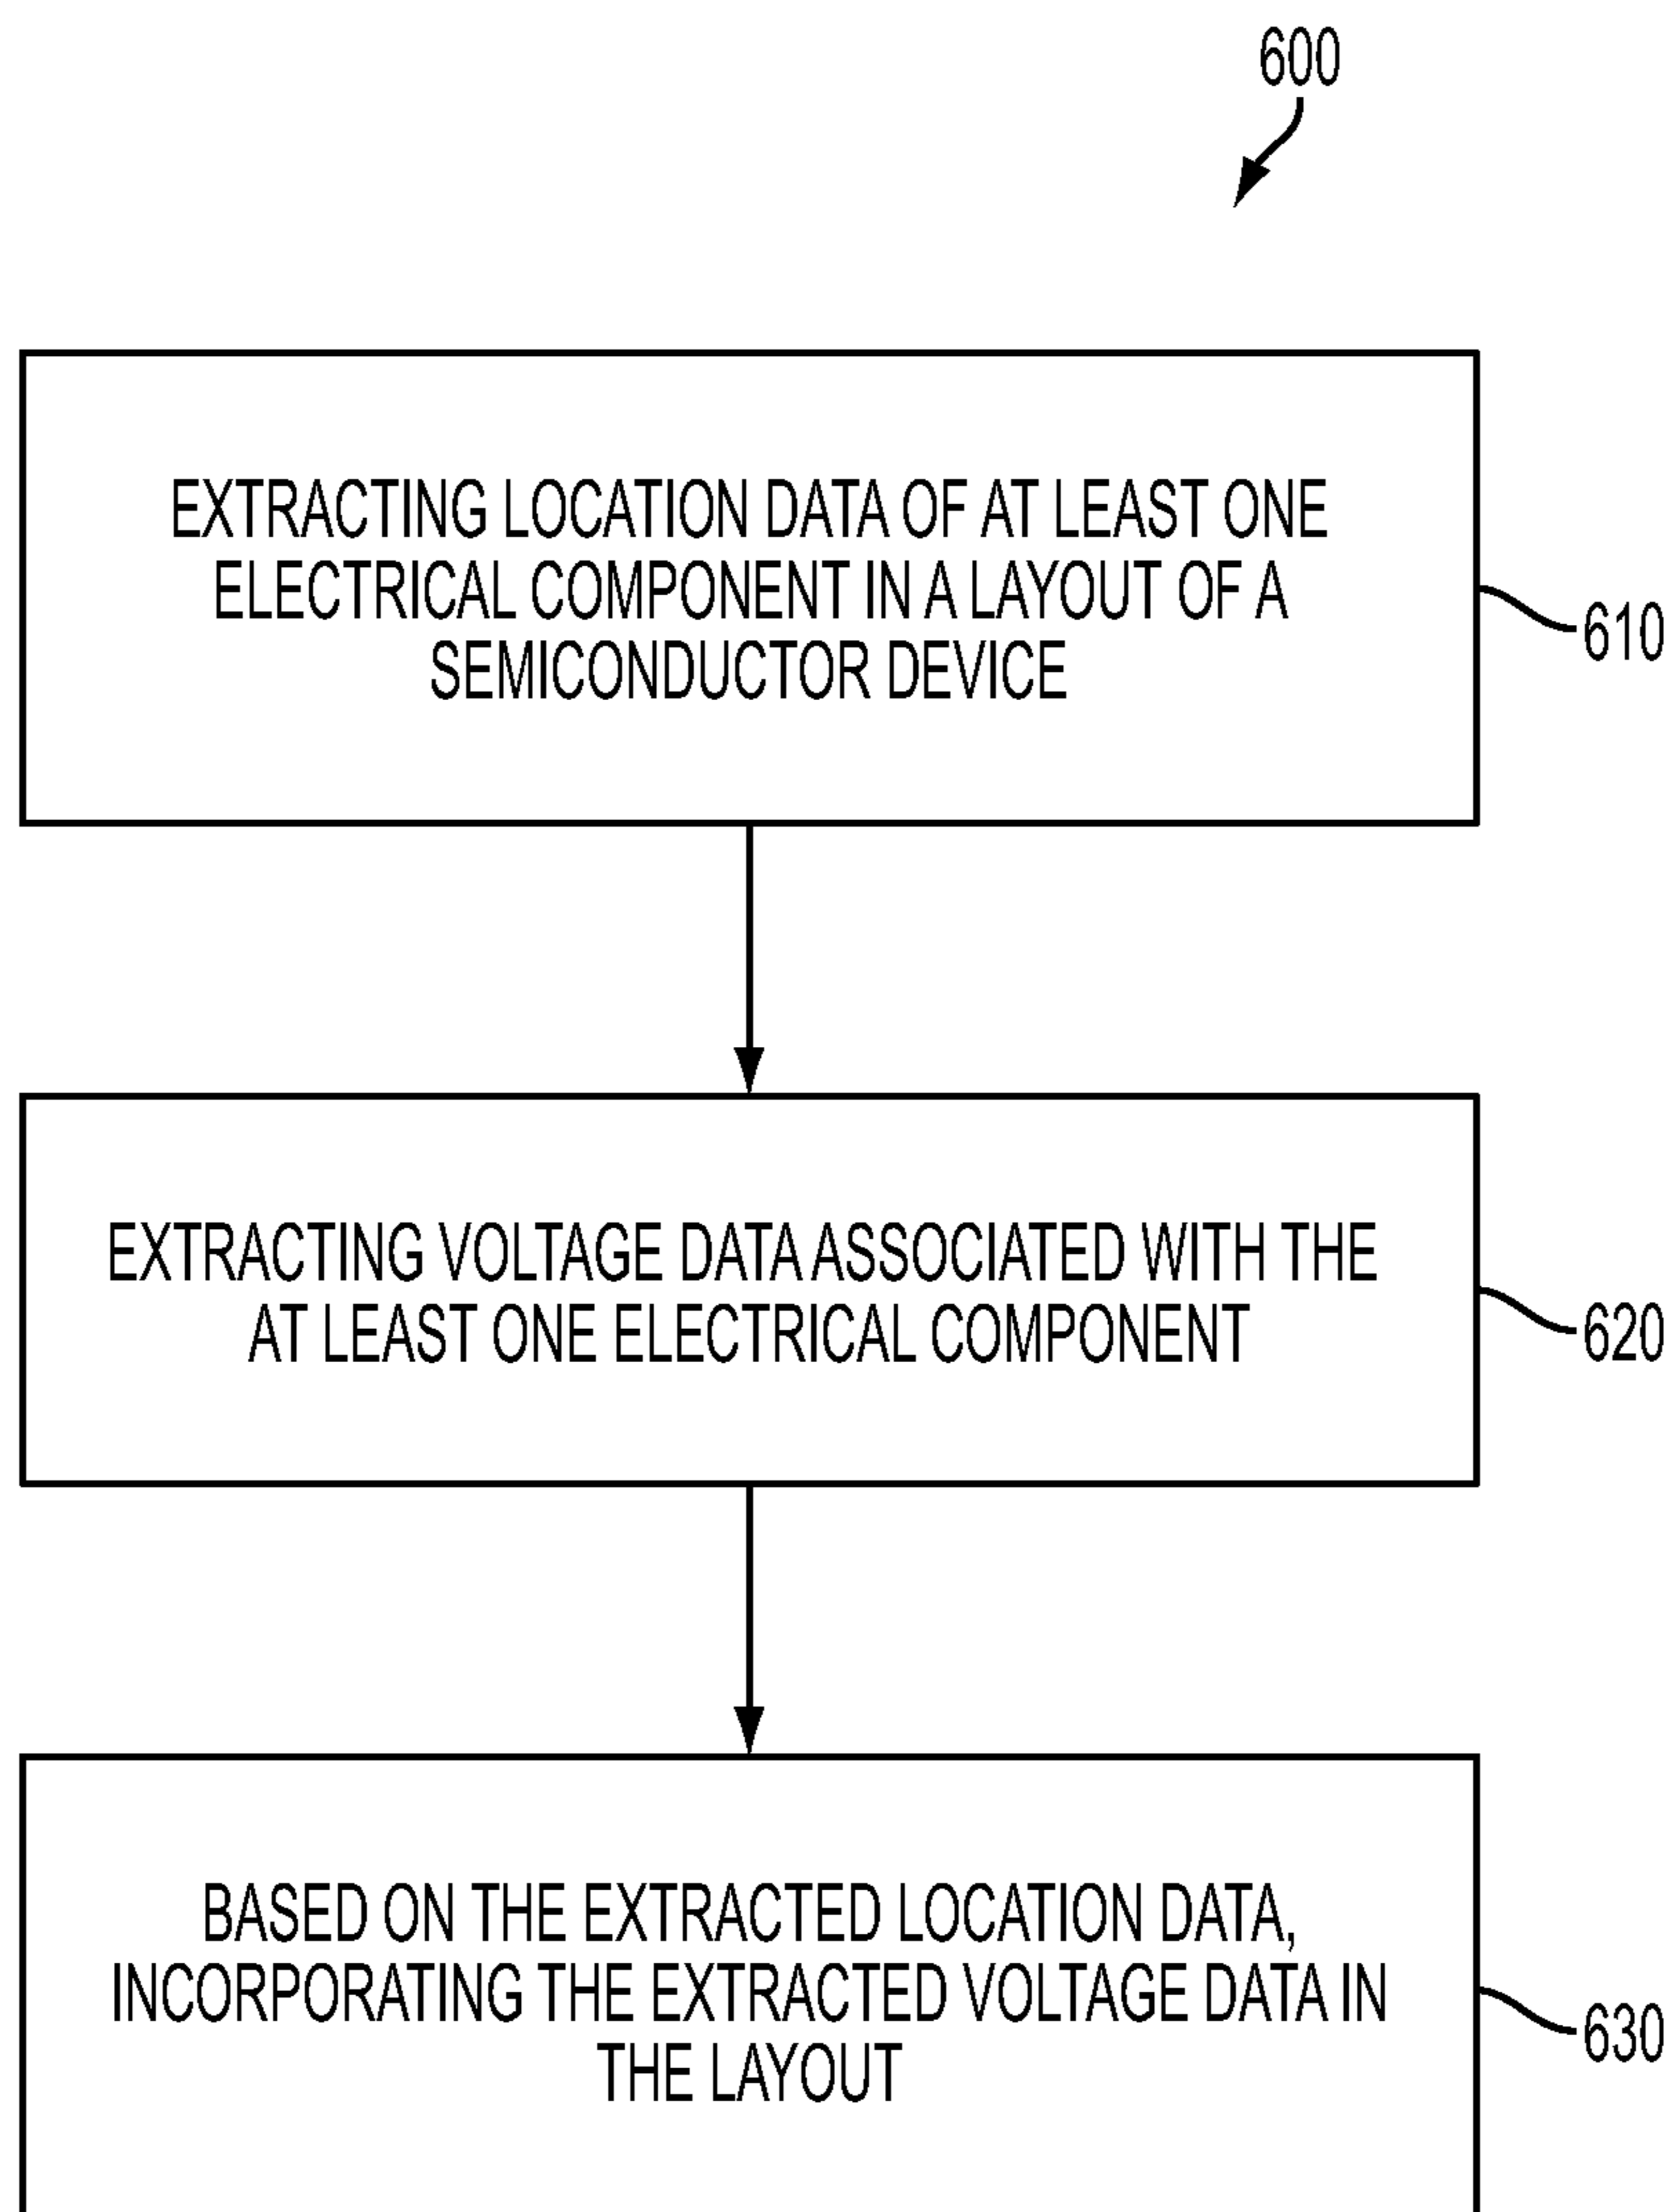 600
EXTRACTING LOCATION DATA OF AT LEAST ONE
ELECTRICAL COMPONENT IN A LAYOUT OF A
SEMICONDUCTOR DEVICE
610
EXTRACTING VOLTAGE DATA ASSOCIATED WITH THE
AT LEAST ONE ELECTRICAL COMPONENT
620
BASED ON THE EXTRACTED LOCATION DATA,
INCORPORATING THE EXTRACTED VOLTAGE DATA IN
THE LAYOUT
630